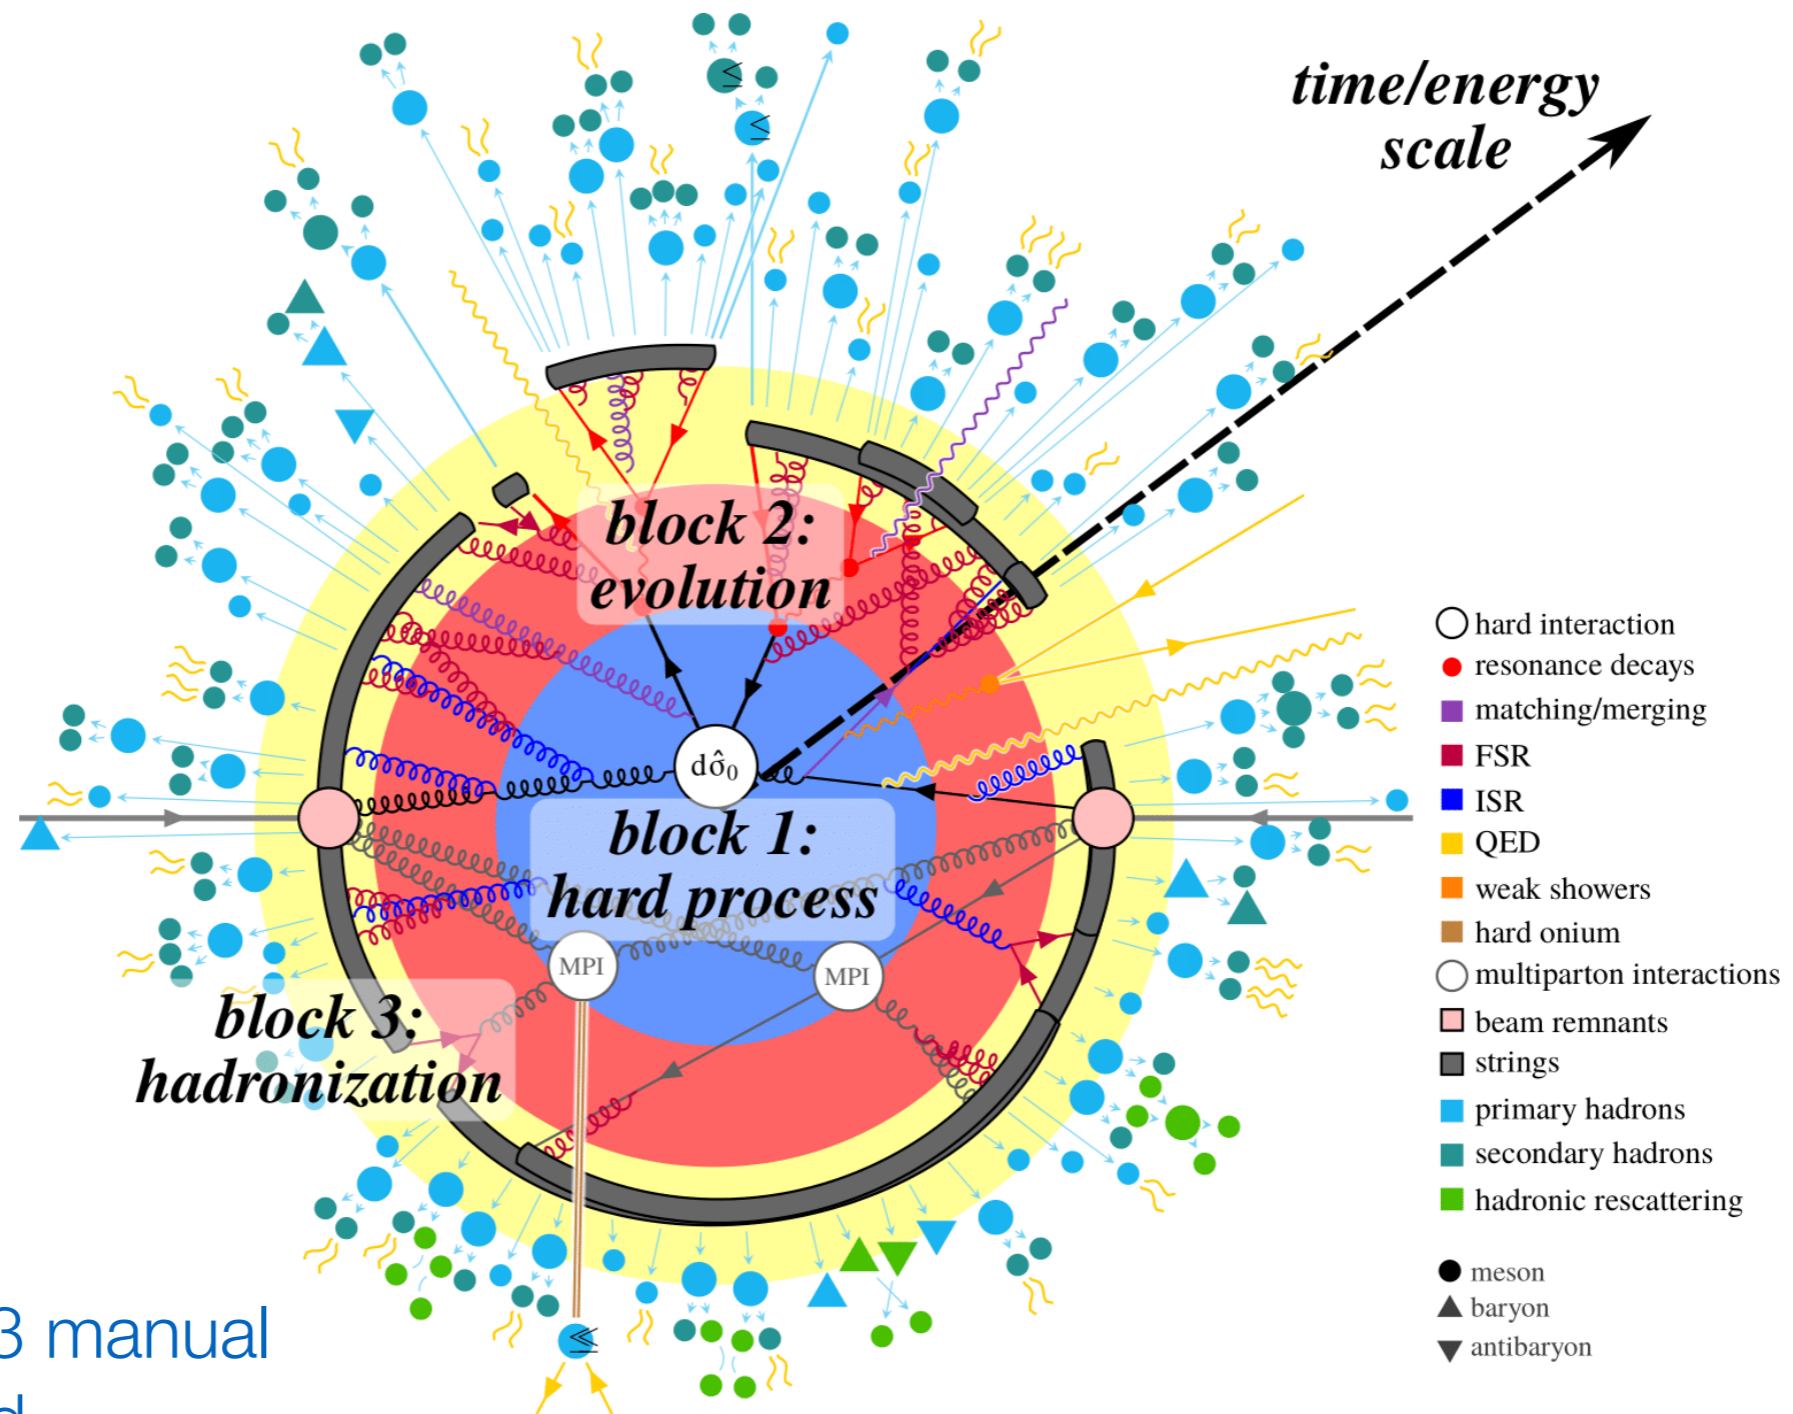 time/energy
scale
block 2:
evolution
dσ̂₀
block 1:
hard process
MPI
MPI
block 3:
hadronization
hard interaction
resonance decays
matching/merging
FSR
ISR
QED
weak showers
hard onium
multiparton interactions
beam remnants
strings
primary hadrons
secondary hadrons
hadronic rescattering
meson
baryon
antibaryon
≤
≤
≤
3 manual